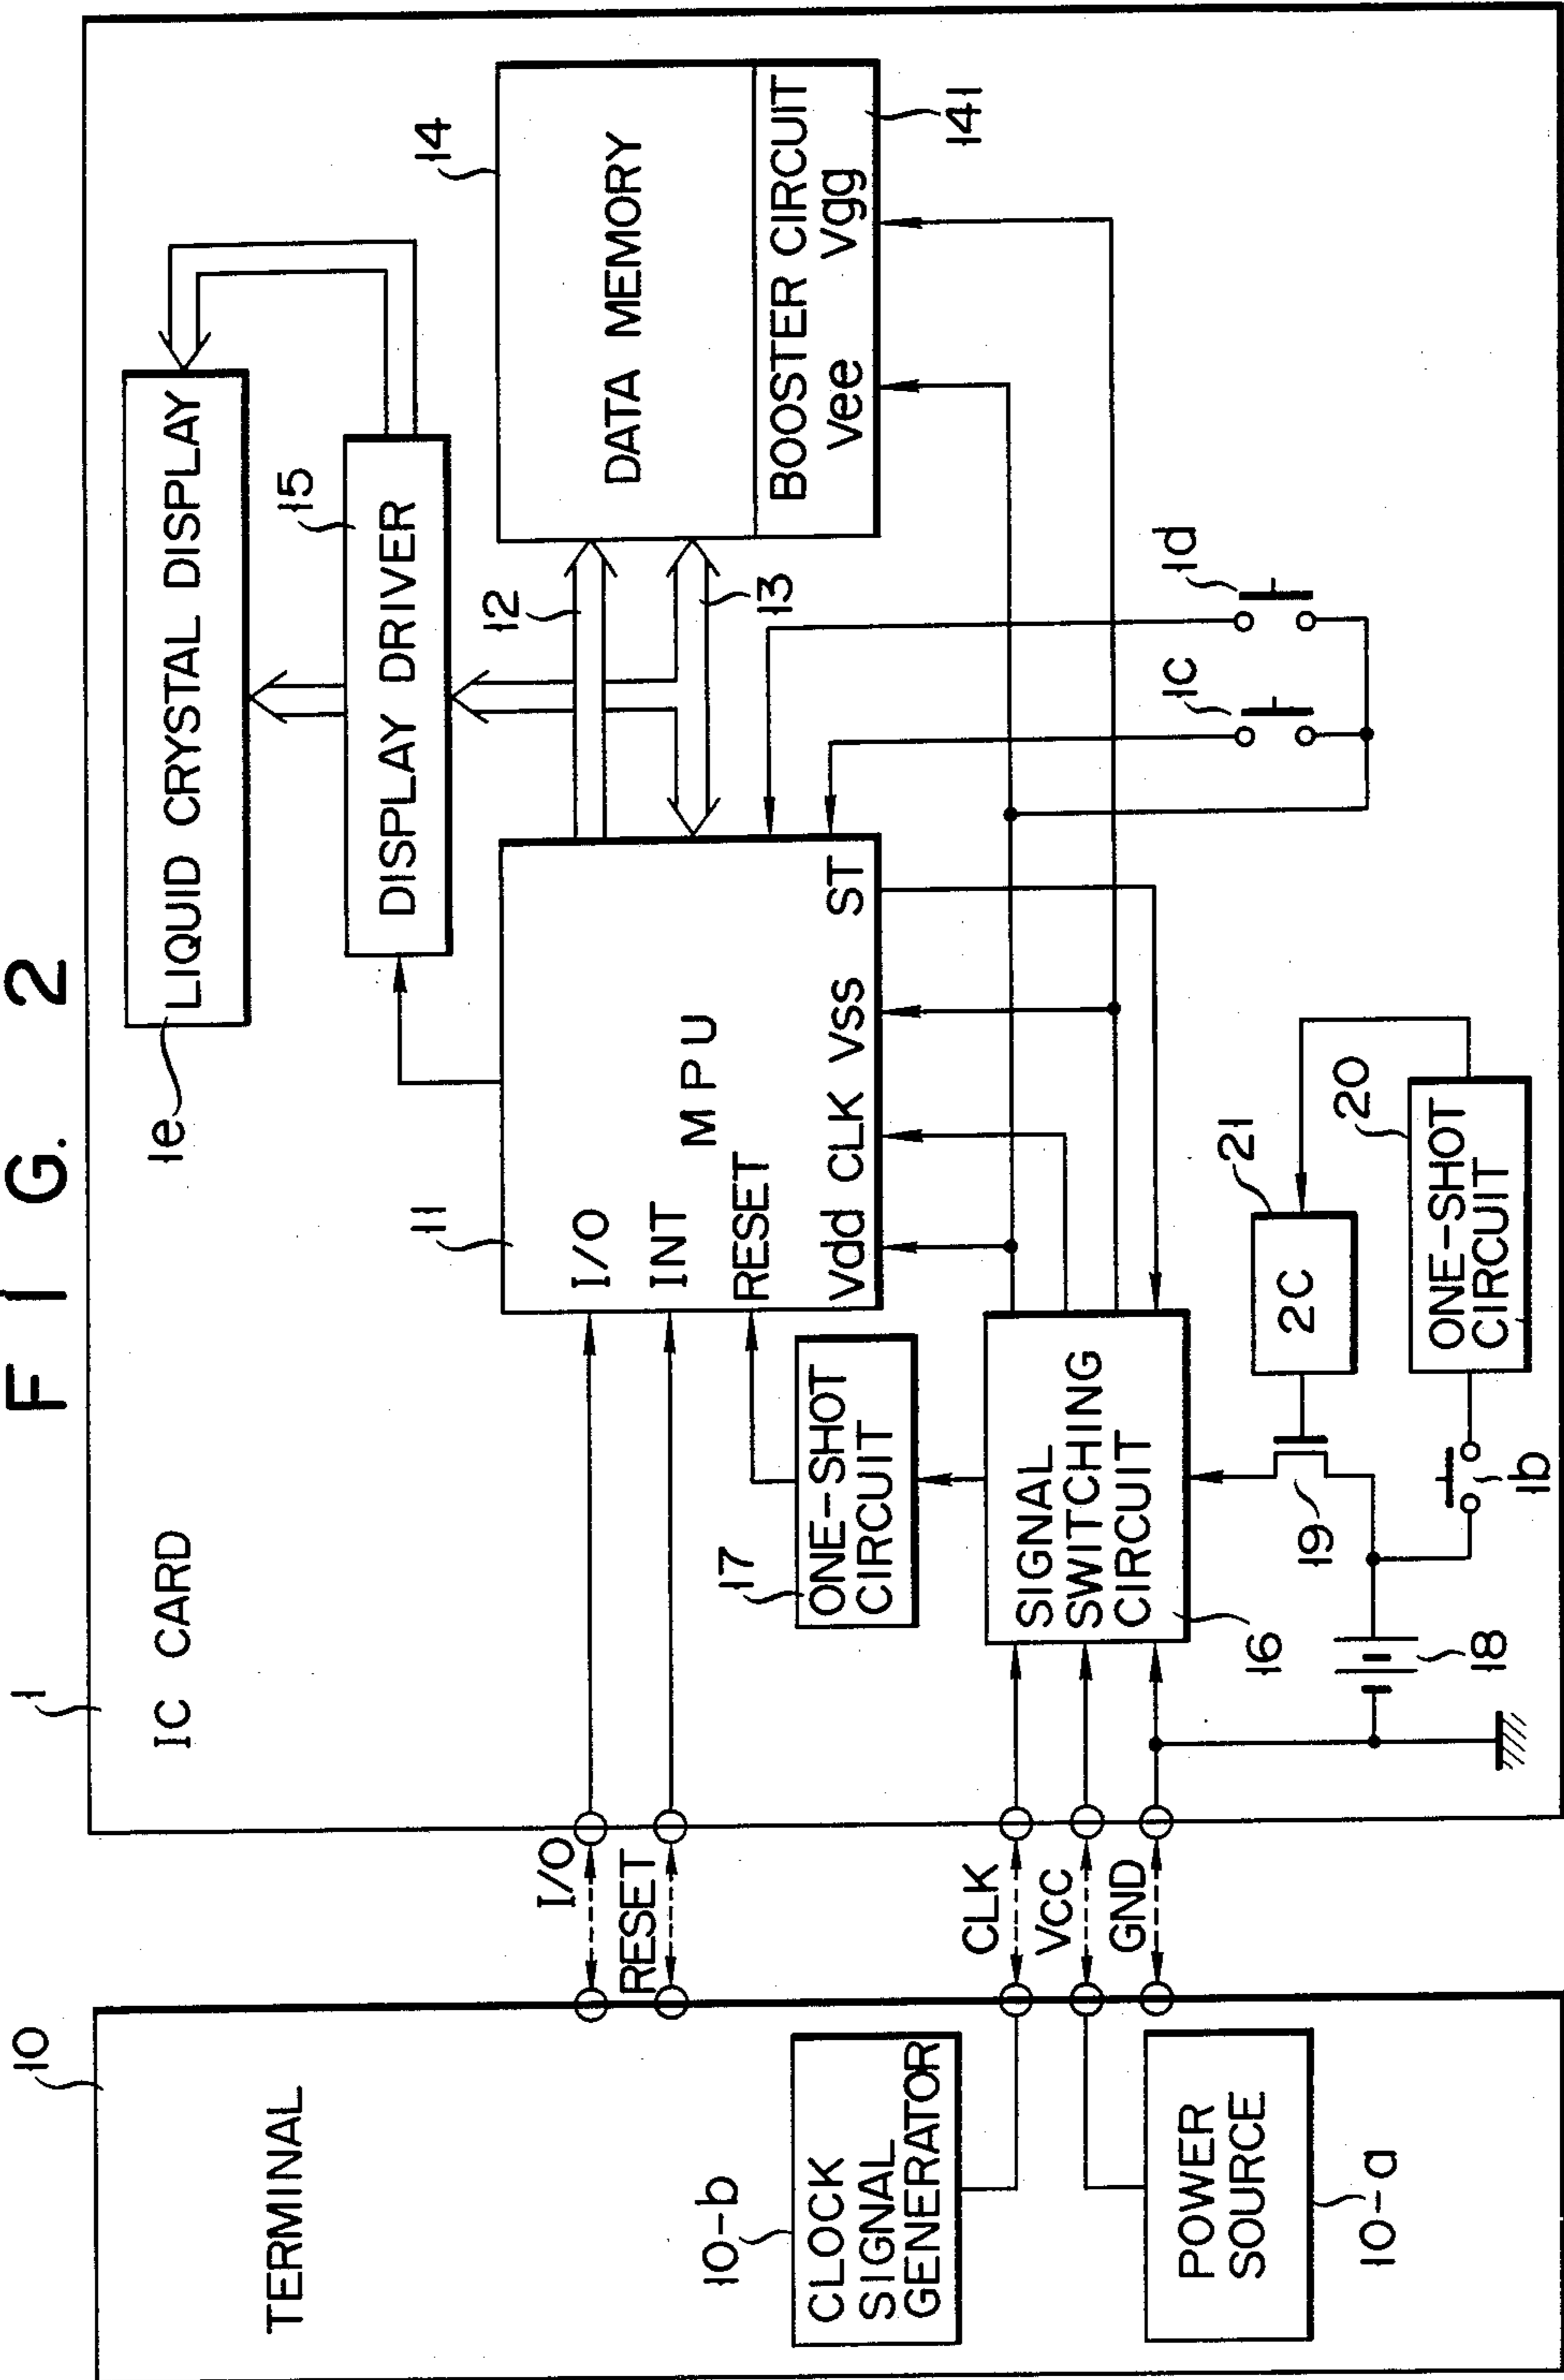 FIG. 2
10
TERMINAL
10-b
CLOCK
SIGNAL
GENERATOR
POWER
SOURCE
10-a
I/O
RESET
CLK
VCC
GND
1
IC CARD
1e
LIQUID CRYSTAL DISPLAY
15
DISPLAY DRIVER
11
I/O
INT
MPU
RESET
Vdd CLK Vss ST
12
13
14
DATA MEMORY
BOOSTER CIRCUIT
Vee Vgg
141
17
ONE-SHOT
CIRCUIT
SIGNAL
SWITCHING
CIRCUIT
16
1c
1d
18
19
21
2C
20
ONE-SHOT
CIRCUIT
1b